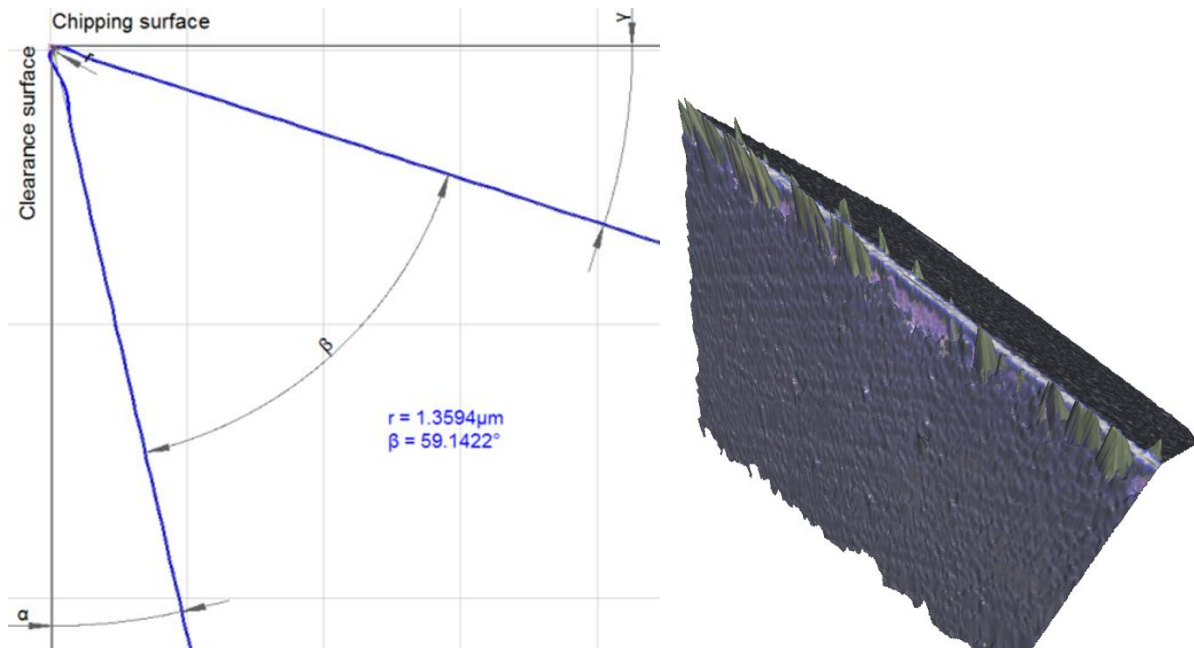 Chipping surface
γ
Clearance surface
r
β
r = 1.3594µm
β = 59.1422°
α